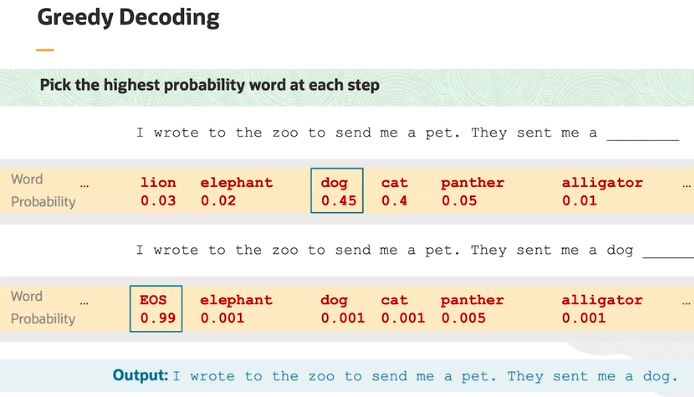 Greedy Decoding
Pick the highest probability word at each step
I wrote to the zoo to send me a pet. They sent me a ________
Word … lion elephant dog cat panther alligator …
Probability 0.03 0.02 0.45 0.4 0.05 0.01
I wrote to the zoo to send me a pet. They sent me a dog ______
Word … EOS elephant dog cat panther alligator …
Probability 0.99 0.001 0.001 0.001 0.005 0.001
Output: I wrote to the zoo to send me a pet. They sent me a dog.